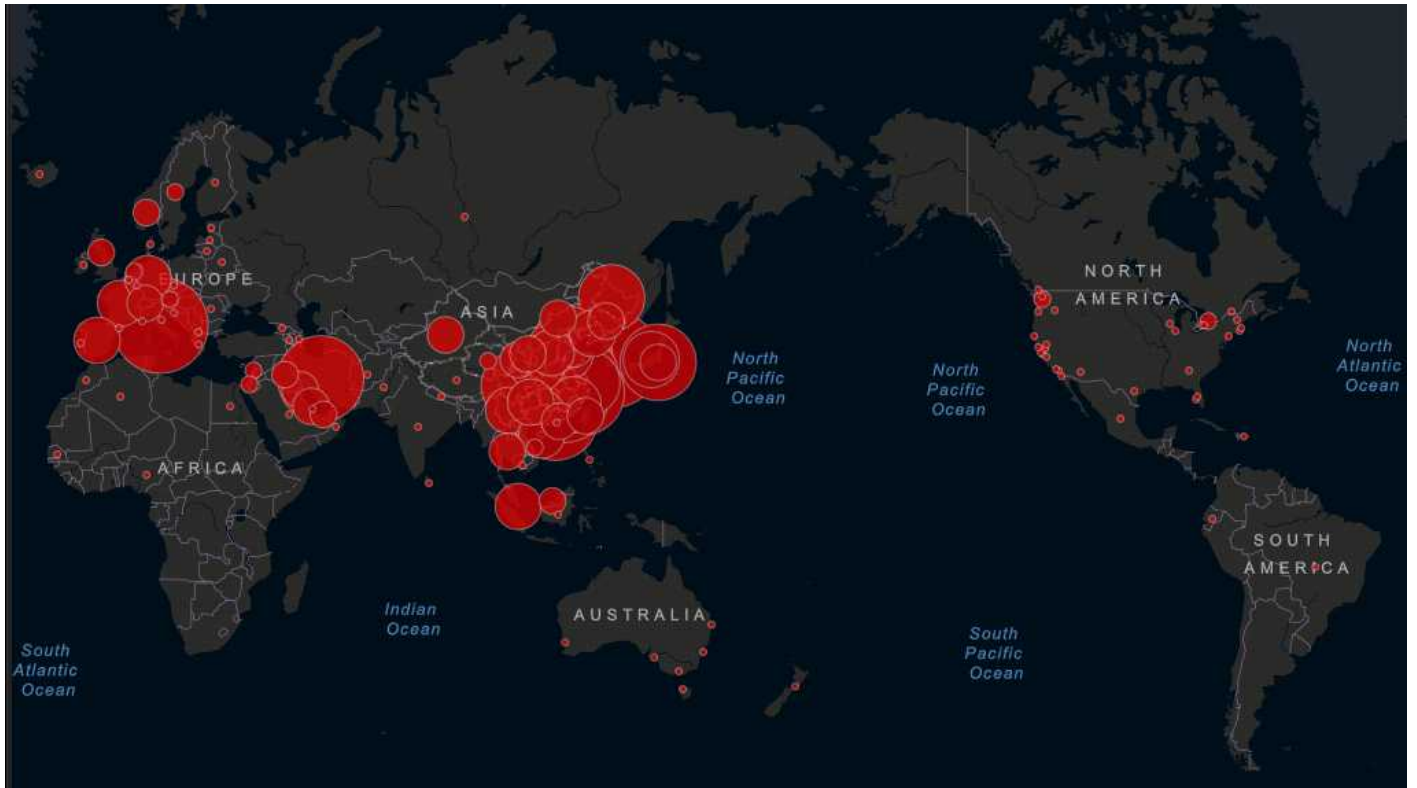 EUROPE
ASIA
NORTH
AMERICA
North
Pacific
Ocean
North
Pacific
Ocean
North
Atlantic
Ocean
AFRICA
SOUTH
AMERICA
Indian
Ocean
AUSTRALIA
South
Atlantic
Ocean
South
Pacific
Ocean